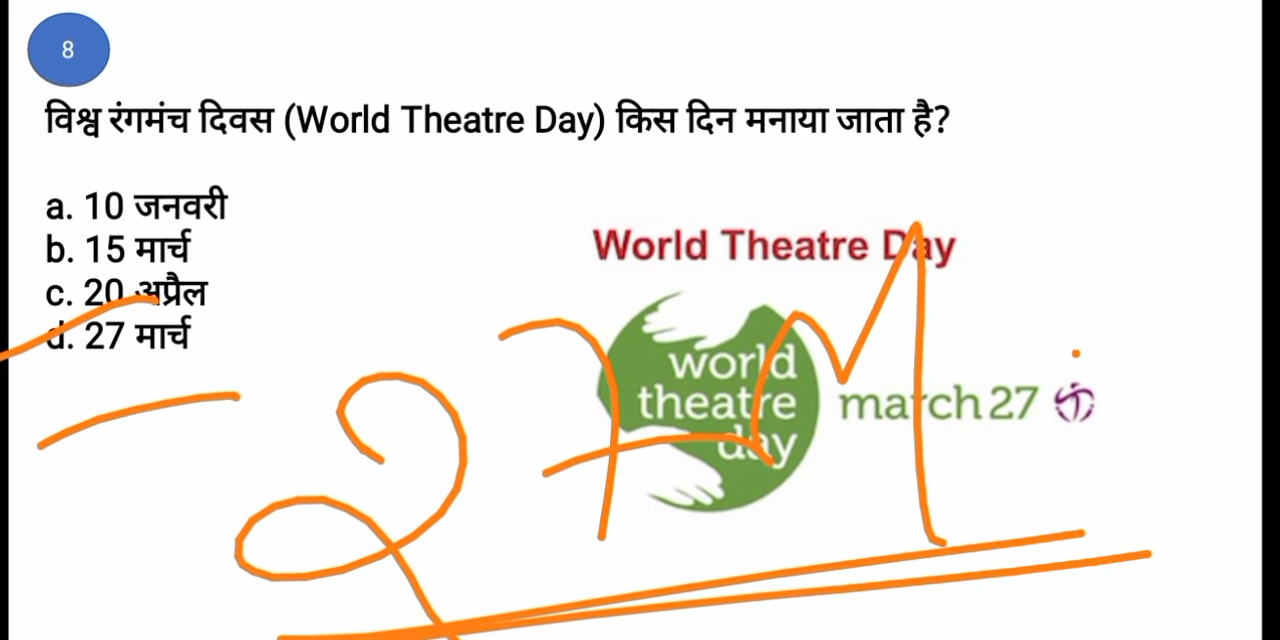 8
विश्व रंगमंच दिवस (World Theatre Day) किस दिन मनाया जाता है?
a. 10 जनवरी
b. 15 मार्च
c. 20 अप्रैल
d. 27 मार्च
World Theatre Day
world
theatre
day
march 27
27 M